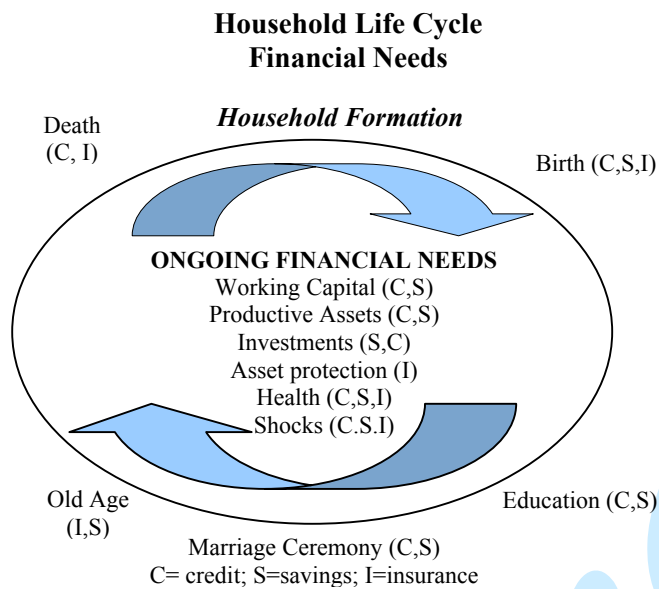 Household Life Cycle
Financial Needs
Household Formation
Death
(C, I)
Birth (C,S,I)
ONGOING FINANCIAL NEEDS
Working Capital (C,S)
Productive Assets (C,S)
Investments (S,C)
Asset protection (I)
Health (C,S,I)
Shocks (C.S.I)
Old Age
(I,S)
Education (C,S)
Marriage Ceremony (C,S)
C= credit; S=savings; I=insurance